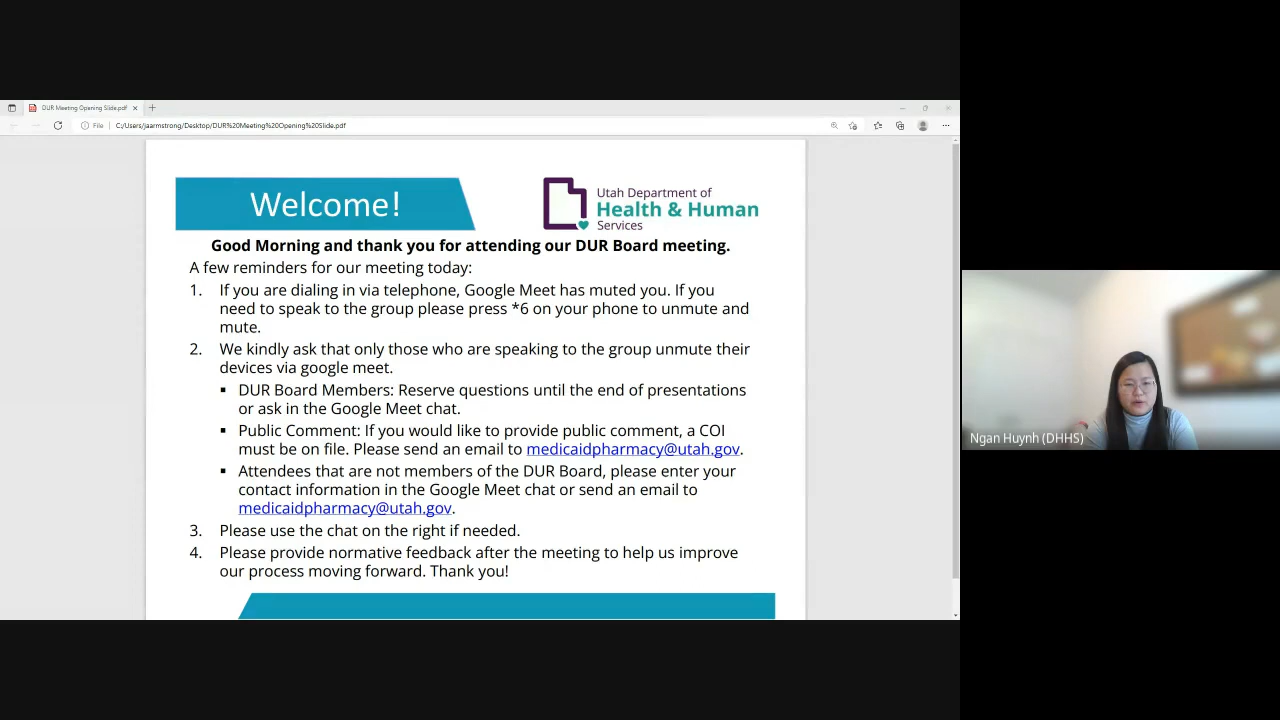 DUR Meeting Opening Slide.pdf
File
C:/Users/jaarmstrong/Desktop/DUR%20Meeting%20Opening%20Slide.pdf
Welcome!
Utah Department of
Health & Human
Services
Good Morning and thank you for attending our DUR Board meeting.
A few reminders for our meeting today:
1. If you are dialing in via telephone, Google Meet has muted you. If you
need to speak to the group please press *6 on your phone to unmute and
mute.
2. We kindly ask that only those who are speaking to the group unmute their
devices via google meet.
▪ DUR Board Members: Reserve questions until the end of presentations
or ask in the Google Meet chat.
▪ Public Comment: If you would like to provide public comment, a COI
must be on file. Please send an email to medicaidpharmacy@utah.gov.
▪ Attendees that are not members of the DUR Board, please enter your
contact information in the Google Meet chat or send an email to
medicaidpharmacy@utah.gov.
3. Please use the chat on the right if needed.
4. Please provide normative feedback after the meeting to help us improve
our process moving forward. Thank you!
Ngan Huynh (DHHS)